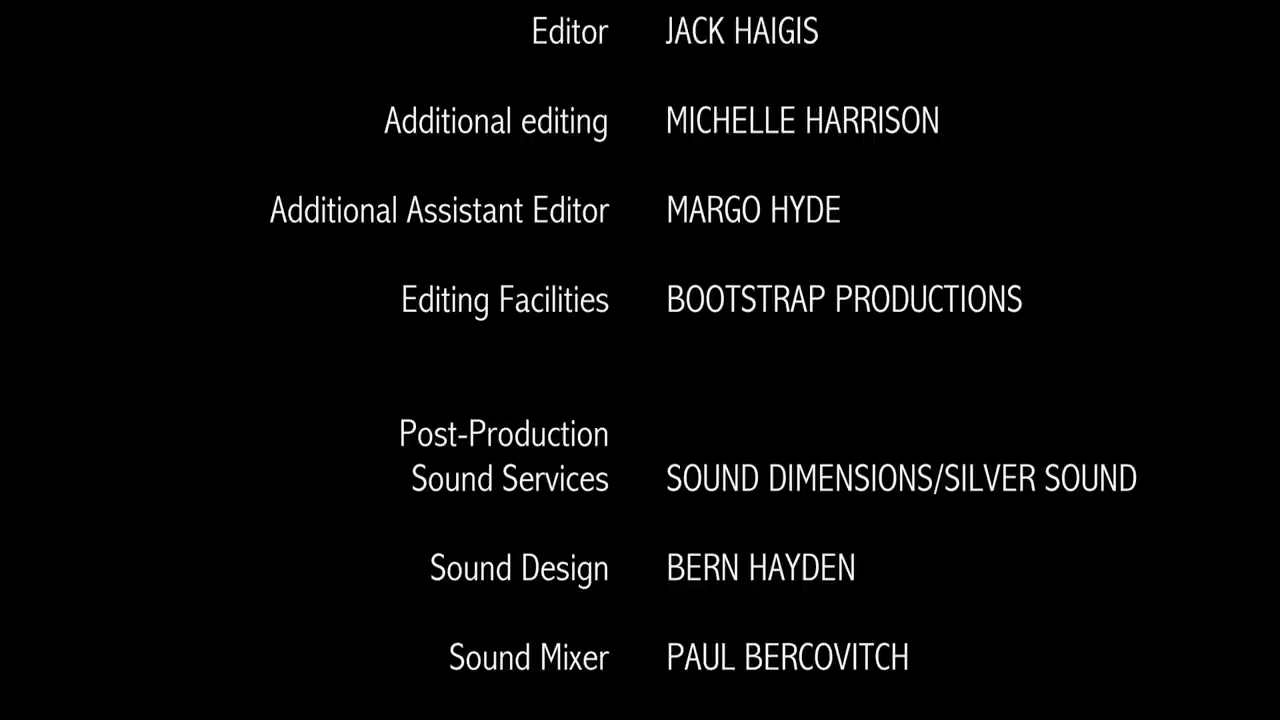 Editor JACK HAIGIS
Additional editing MICHELLE HARRISON
Additional Assistant Editor MARGO HYDE
Editing Facilities BOOTSTRAP PRODUCTIONS
Post-Production
Sound Services SOUND DIMENSIONS/SILVER SOUND
Sound Design BERN HAYDEN
Sound Mixer PAUL BERCOVITCH